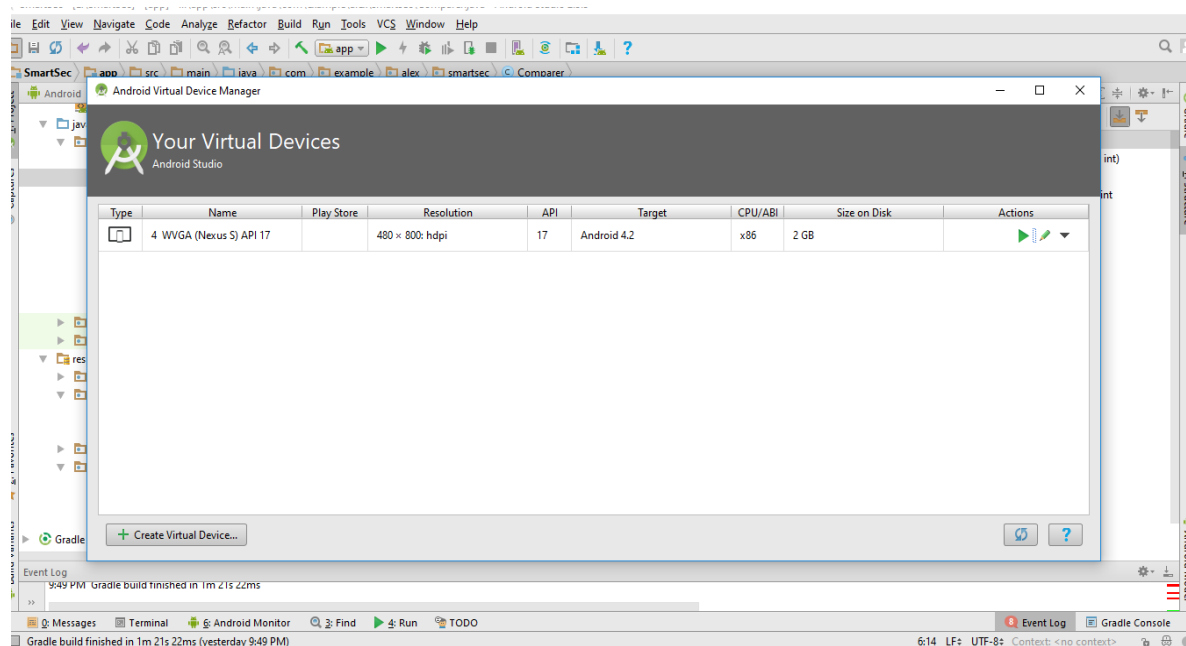 Edit View Navigate Code Analyze Refactor Build Run Tools VCS Window Help
app
SmartSec app src main java com example alex smartsec Comparer
Android
Android Virtual Device Manager
Your Virtual Devices
Android Studio
int)
int
Type Name Play Store Resolution API Target CPU/ABI Size on Disk Actions
4 WVGA (Nexus S) API 17 480 × 800: hdpi 17 Android 4.2 x86 2 GB
res
Gradle
Create Virtual Device...
?
Event Log
9:49 PM Gradle build finished in 1m 21s 22ms
0: Messages Terminal 6: Android Monitor 3: Find 4: Run TODO 8 Event Log Gradle Console
Gradle build finished in 1m 21s 22ms (yesterday 9:49 PM) 6:14 LF UTF-8 Context: <no context>